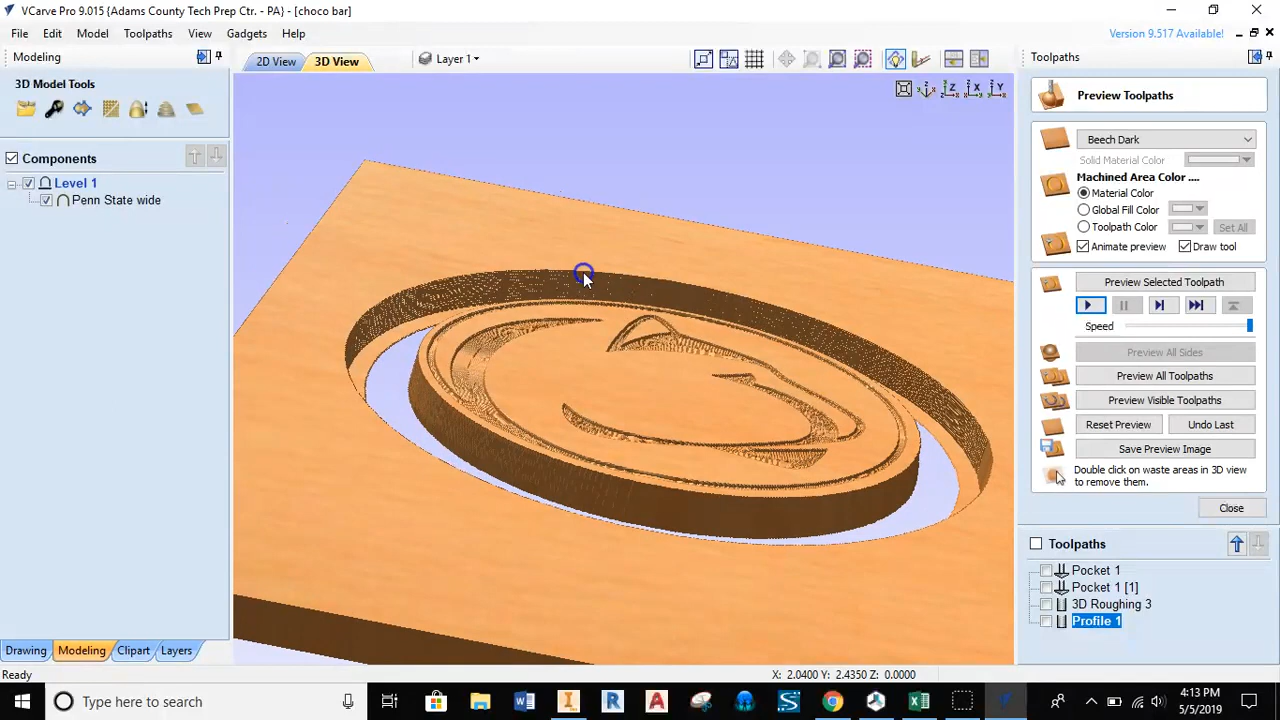 VCarve Pro 9.015 {Adams County Tech Prep Ctr. - PA} - [choco bar]
File Edit Model Toolpaths View Gadgets Help
Version 9.517 Available!
Modeling
2D View 3D View
Layer 1
Toolpaths
3D Model Tools
Components
Level 1
Penn State wide
Z X Y
Preview Toolpaths
Beech Dark
Solid Material Color
Machined Area Color ....
Material Color
Global Fill Color
Toolpath Color Set All
Animate preview Draw tool
Preview Selected Toolpath
Speed
Preview All Sides
Preview All Toolpaths
Preview Visible Toolpaths
Reset Preview Undo Last
Save Preview Image
Double click on waste areas in 3D view
to remove them.
Close
Toolpaths
Pocket 1
Pocket 1 [1]
3D Roughing 3
Profile 1
Drawing Modeling Clipart Layers
Ready
X: 2.0400 Y: 2.4350 Z: 0.0000
Type here to search
4:13 PM
5/5/2019